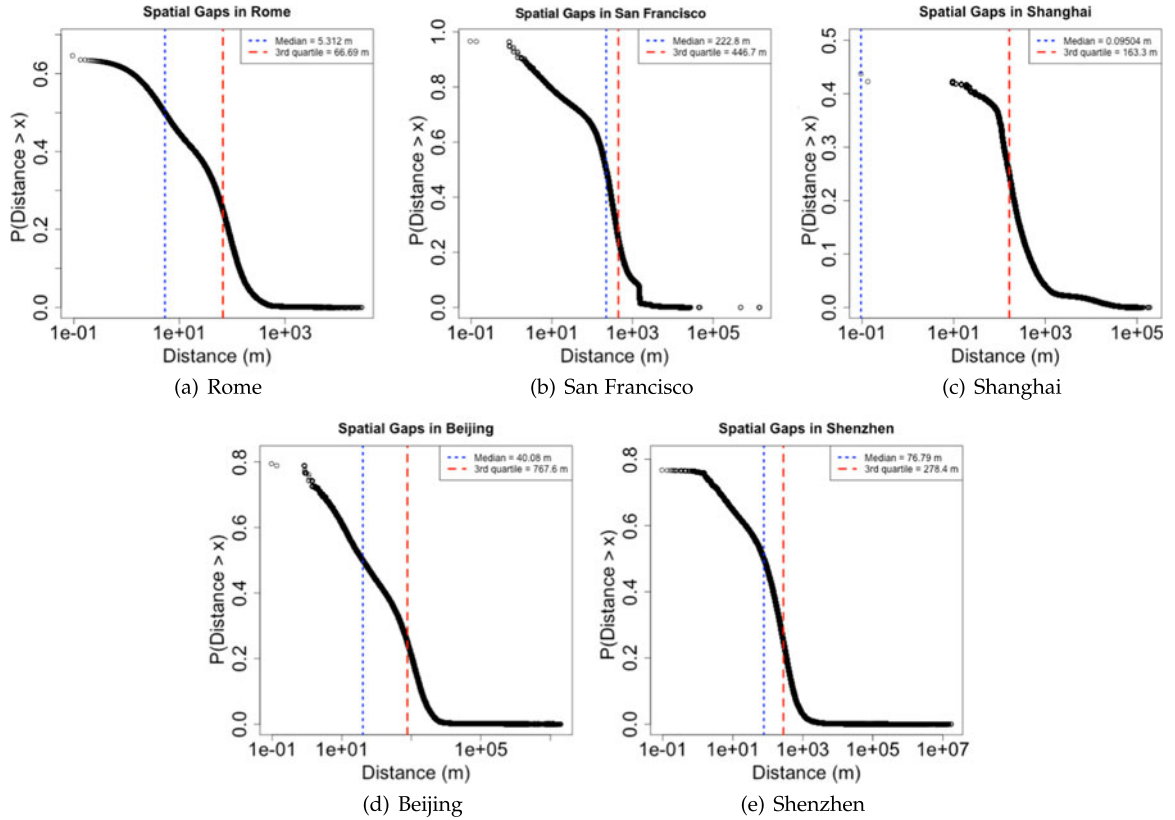 Spatial Gaps in Rome
Median = 5.312 m
3rd quartile = 66.69 m
P(Distance > x)
0.6
0.4
0.2
0.0
1e-01
1e+01
1e+03
Distance (m)
(a) Rome
Spatial Gaps in San Francisco
Median = 222.8 m
3rd quartile = 446.7 m
P(Distance > x)
1.0
0.8
0.6
0.4
0.2
0.0
1e-01
1e+01
1e+03
1e+05
Distance (m)
(b) San Francisco
Spatial Gaps in Shanghai
Median = 0.09504 m
3rd quartile = 163.3 m
P(Distance > x)
0.5
0.4
0.3
0.2
0.1
0.0
1e-01
1e+01
1e+03
1e+05
Distance (m)
(c) Shanghai
Spatial Gaps in Beijing
Median = 40.08 m
3rd quartile = 767.6 m
P(Distance > x)
0.8
0.6
0.4
0.2
0.0
1e-01
1e+01
1e+05
Distance (m)
(d) Beijing
Spatial Gaps in Shenzhen
Median = 76.79 m
3rd quartile = 278.4 m
P(Distance > x)
0.8
0.6
0.4
0.2
0.0
1e-01
1e+01
1e+03
1e+05
1e+07
Distance (m)
(e) Shenzhen